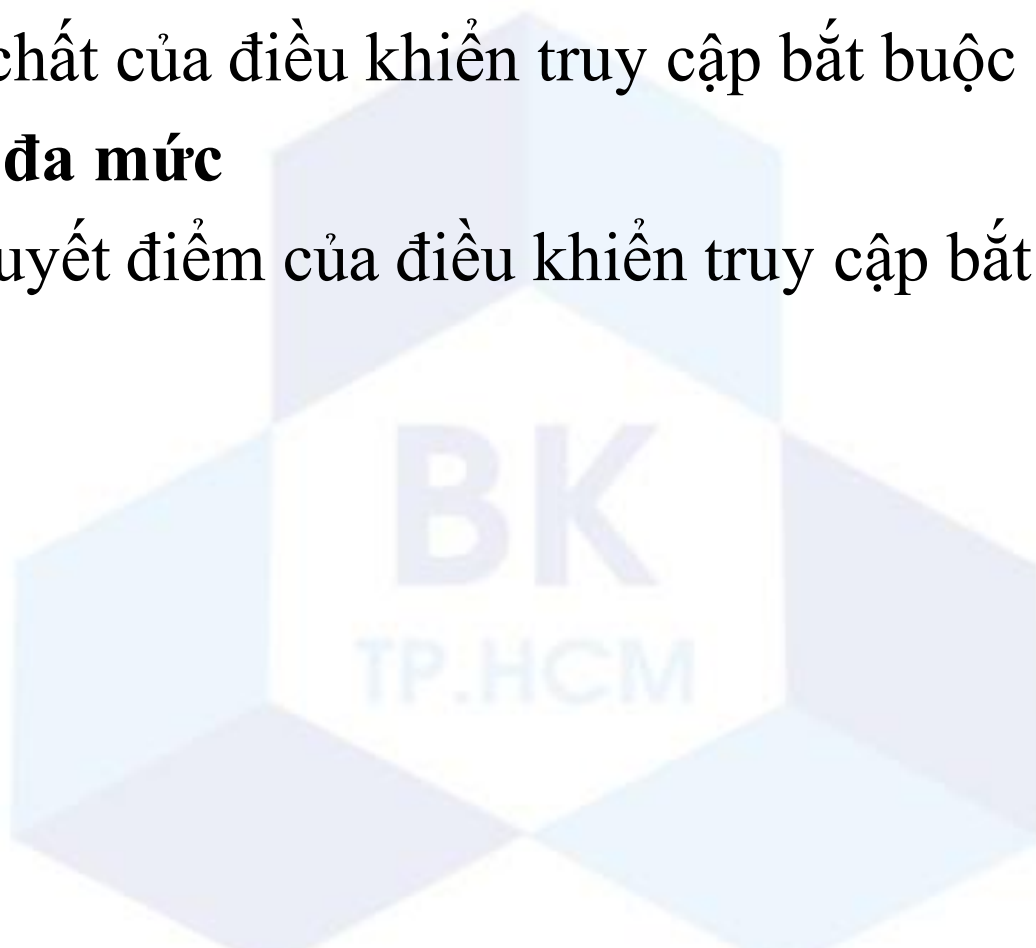 chất của điều khiển truy cập bắt buộc
đa mức
uyết điểm của điều khiển truy cập bắt
BK
TP.HCM